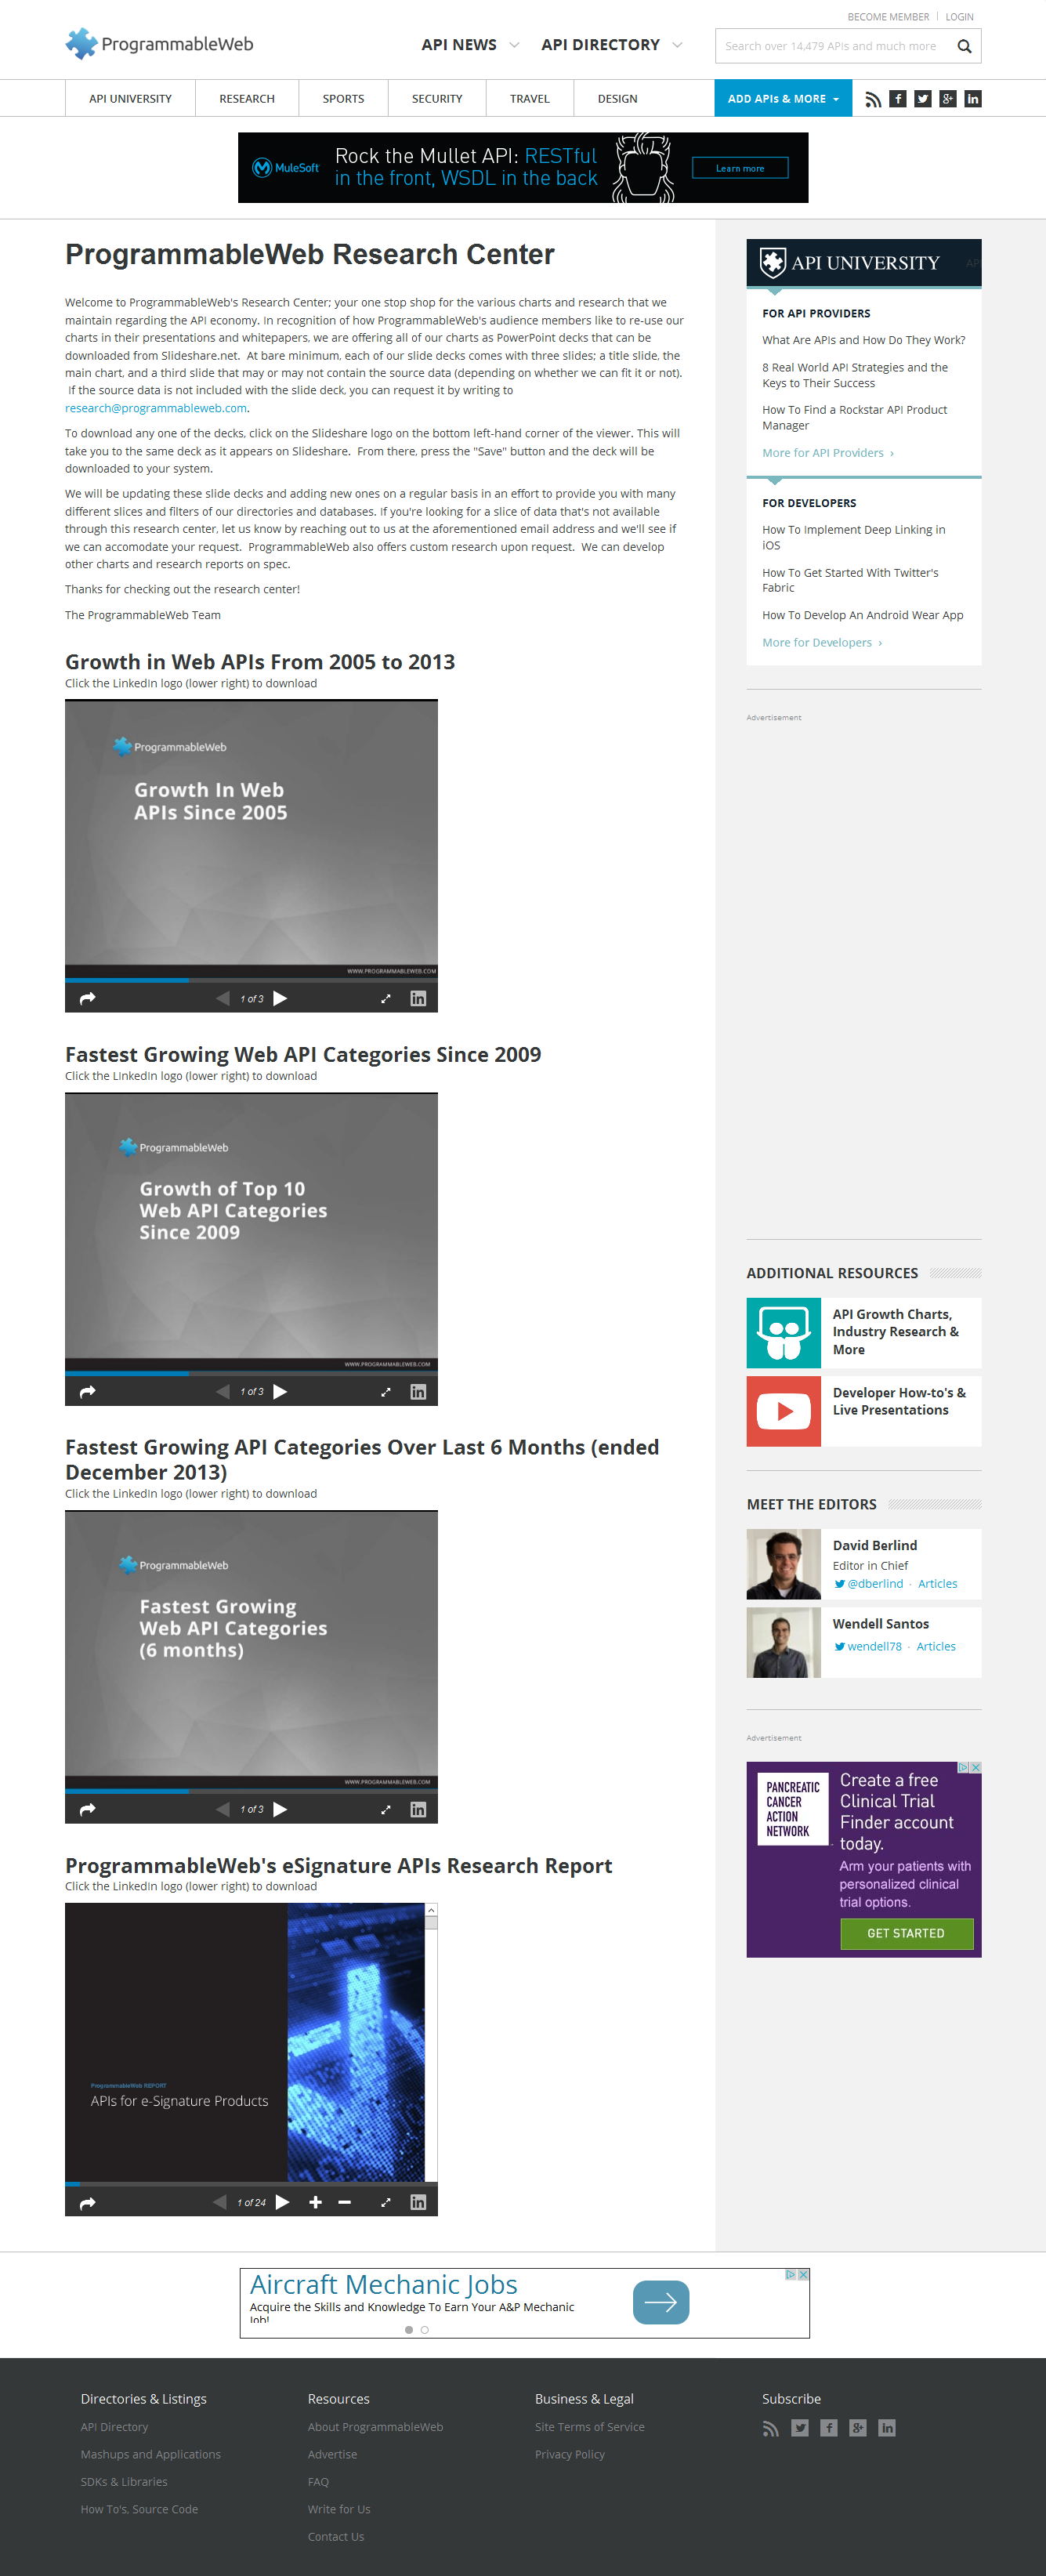 BECOME MEMBER | LOGIN
ProgrammableWeb
API NEWS
API DIRECTORY
Search over 14,479 APIs and much more
API UNIVERSITY
RESEARCH
SPORTS
SECURITY
TRAVEL
DESIGN
ADD APIs & MORE
MuleSoft
Rock the Mullet API: RESTful
in the front, WSDL in the back
Learn more
ProgrammableWeb Research Center
Welcome to ProgrammableWeb's Research Center; your one stop shop for the various charts and research that we
maintain regarding the API economy. In recognition of how ProgrammableWeb's audience members like to re-use our
charts in their presentations and whitepapers, we are offering all of our charts as PowerPoint decks that can be
downloaded from Slideshare.net. At bare minimum, each of our slide decks comes with three slides; a title slide, the
main chart, and a third slide that may or may not contain the source data (depending on whether we can fit it or not).
If the source data is not included with the slide deck, you can request it by writing to
research@programmableweb.com.
To download any one of the decks, click on the Slideshare logo on the bottom left-hand corner of the viewer. This will
take you to the same deck as it appears on Slideshare. From there, press the "Save" button and the deck will be
downloaded to your system.
We will be updating these slide decks and adding new ones on a regular basis in an effort to provide you with many
different slices and filters of our directories and databases. If you're looking for a slice of data that's not available
through this research center, let us know by reaching out to us at the aforementioned email address and we'll see if
we can accomodate your request. ProgrammableWeb also offers custom research upon request. We can develop
other charts and research reports on spec.
Thanks for checking out the research center!
The ProgrammableWeb Team
Growth in Web APIs From 2005 to 2013
Click the LinkedIn logo (lower right) to download
ProgrammableWeb
Growth In Web
APIs Since 2005
WWW.PROGRAMMABLEWEB.COM
1 of 3
Fastest Growing Web API Categories Since 2009
Click the LInkedIn logo (lower right) to download
ProgrammableWeb
Growth of Top 10
Web API Categories
Since 2009
WWW.PROGRAMMABLEWEB.COM
1 of 3
Fastest Growing API Categories Over Last 6 Months (ended
December 2013)
Click the LinkedIn logo (lower right) to download
ProgrammableWeb
Fastest Growing
Web API Categories
(6 months)
WWW.PROGRAMMABLEWEB.COM
1 of 3
ProgrammableWeb's eSignature APIs Research Report
Click the LinkedIn logo (lower right) to download
ProgrammableWeb REPORT
APIs for e-Signature Products
1 of 24
API UNIVERSITY
AP
FOR API PROVIDERS
What Are APIs and How Do They Work?
8 Real World API Strategies and the
Keys to Their Success
How To Find a Rockstar API Product
Manager
More for API Providers ›
FOR DEVELOPERS
How To Implement Deep Linking in
iOS
How To Get Started With Twitter's
Fabric
How To Develop An Android Wear App
More for Developers ›
Advertisement
ADDITIONAL RESOURCES
API Growth Charts,
Industry Research &
More
Developer How-to's &
Live Presentations
MEET THE EDITORS
David Berlind
Editor in Chief
@dberlind · Articles
Wendell Santos
wendell78 · Articles
Advertisement
PANCREATIC
CANCER
ACTION
NETWORK
Create a free
Clinical Trial
Finder account
today.
Arm your patients with
personalized clinical
trial options.
GET STARTED
Aircraft Mechanic Jobs
Acquire the Skills and Knowledge To Earn Your A&P Mechanic
Job!
Directories & Listings
API Directory
Mashups and Applications
SDKs & Libraries
How To's, Source Code
Resources
About ProgrammableWeb
Advertise
FAQ
Write for Us
Contact Us
Business & Legal
Site Terms of Service
Privacy Policy
Subscribe